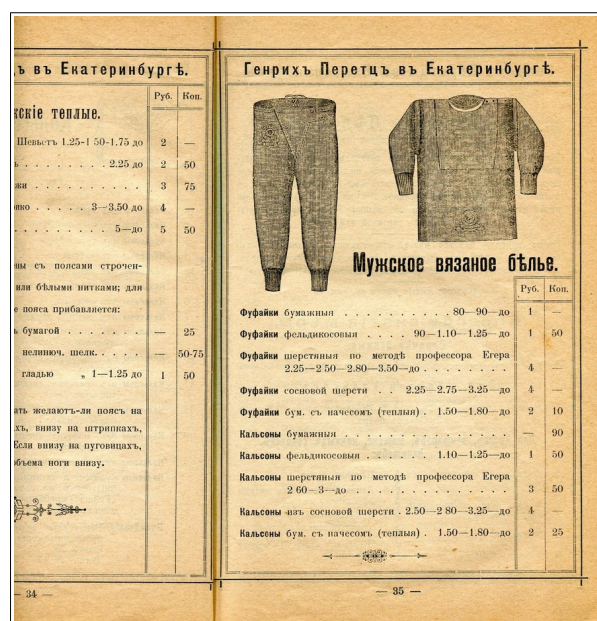 ъ въ Екатеринбургѣ.
Руб. Коп.
жскіе теплые.
Шевьстъ 1.25-1 50-1.75 до 2 —
ь . . . . . . . . . 2.25 до 2 50
жи . . . . . . . . . . . 3 75
нко . . . . . 3—3.50 до 4 —
. . . . . . . . . . 5—до 5 50
ны съ поясами строчен-
или бѣлыми нитками; для
е пояса прибавляется:
ь бумагой . . . . . . . — 25
нелинюч. шелк. . . . . — 50-75
гладью „ 1—1.25 до 1 50
ать желаютъ-ли поясъ на
ахъ, внизу на штрипкахъ,
Если внизу на пуговицахъ,
объема ноги внизу.
— 34 —
Генрихъ Перетцъ въ Екатеринбургѣ.
Мужское вязаное бѣлье.
Руб. Коп.
Фуфайки бумажныя . . . . . . . . . . 80—90—до 1 —
Фуфайки фельдикосовыя . . . . 90—1.10—1.25—до 1 50
Фуфайки шерстяныя по методѣ профессора Егера
2.25—2 50—2.80—3.50—до . . . . . . . . . 4 —
Фуфайки сосновой шерсти . . 2.25—2.75—3.25—до 4 —
Фуфайки бум. съ начесомъ (теплыя) . 1.50—1.80—до 2 10
Кальсоны бумажныя . . . . . . . . . . . . . . — 90
Кальсоны фельдикосовыя . . . . . . 1.10—1.25—до 1 50
Кальсоны шерстяныя по методѣ профессора Егера
2 60—3—до . . . . . . . . . . . . . 3 50
Кальсоны изъ сосновой шерсти . 2.50—2 80—3.25—до 4 —
Кальсоны бум. съ начесомъ (теплыя) . 1.50—1.80—до 2 25
— 35 —